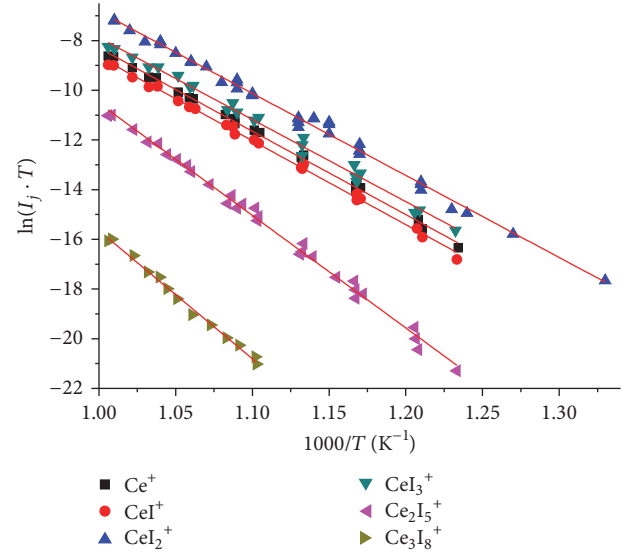 −8
−10
−12
−14
−16
−18
−20
−22
ln(I_j · T)
1.00 1.05 1.10 1.15 1.20 1.25 1.30
1000/T (K⁻¹)
Ce⁺ CeI₃⁺
CeI⁺ Ce₂I₅⁺
CeI₂⁺ Ce₃I₈⁺